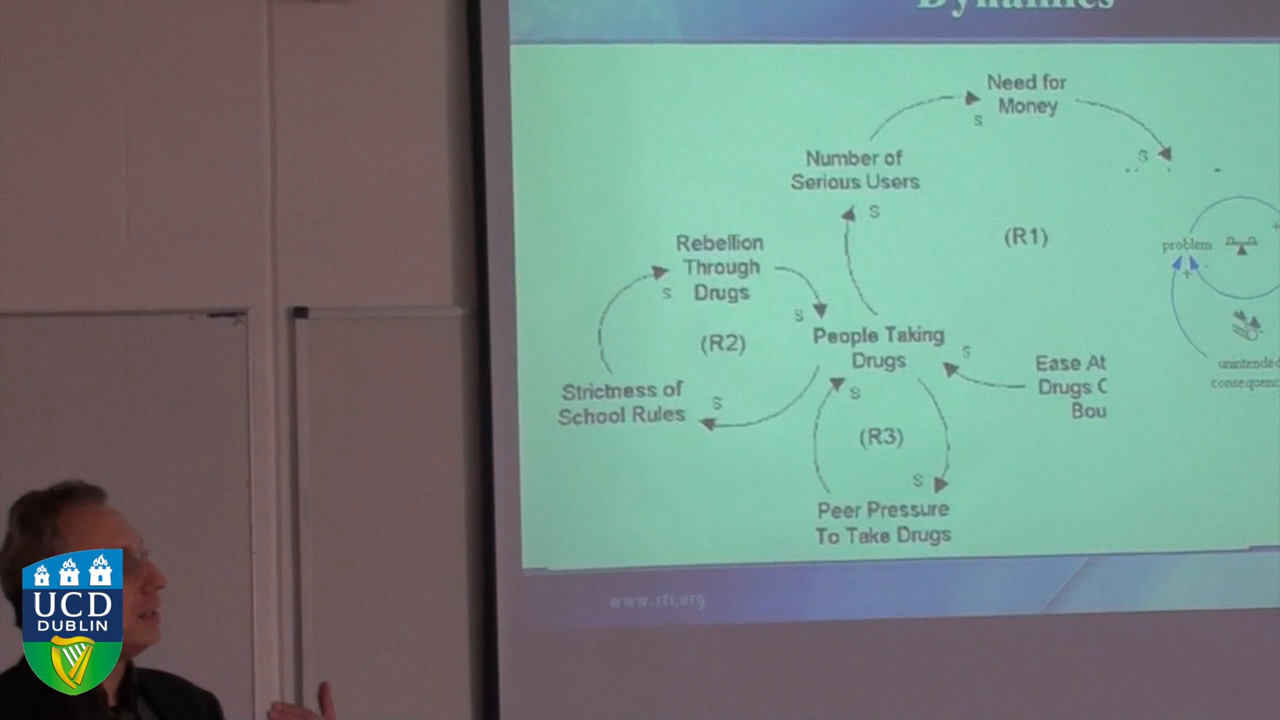 Dynamics
Need for
Money
S
S
Number of
Serious Users
S
(R1)
problem
+
+
Rebellion
Through
Drugs
S
S
(R2)
People Taking
Drugs
S
Ease At
Drugs C
Bou
unintended
consequenc
Strictness of
School Rules
S
S
(R3)
S
Peer Pressure
To Take Drugs
www.rti.org
UCD
DUBLIN